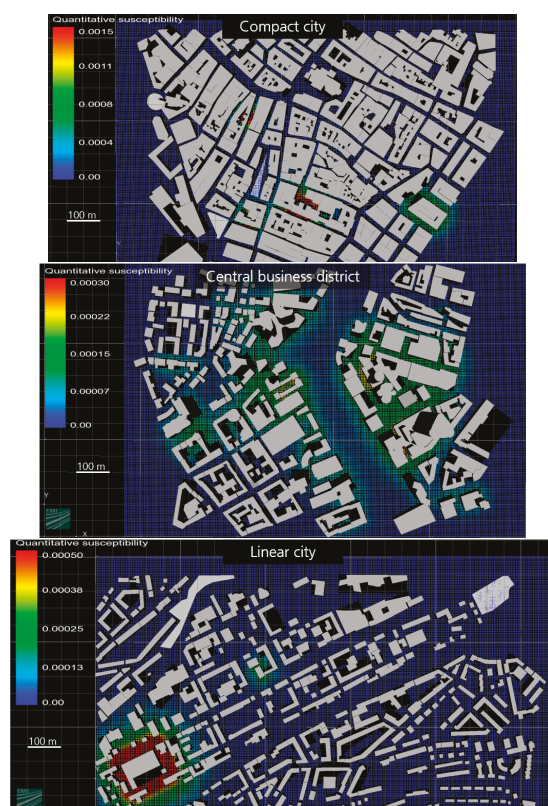 Quantitative susceptibility
Compact city
0.0015
0.0011
0.0008
0.0004
0.00
100 m
Quantitative susceptibility
Central business district
0.00030
0.00022
0.00015
0.00007
0.00
100 m
Y
X
Quantitative susceptibility
Linear city
0.00050
0.00038
0.00025
0.00013
0.00
100 m